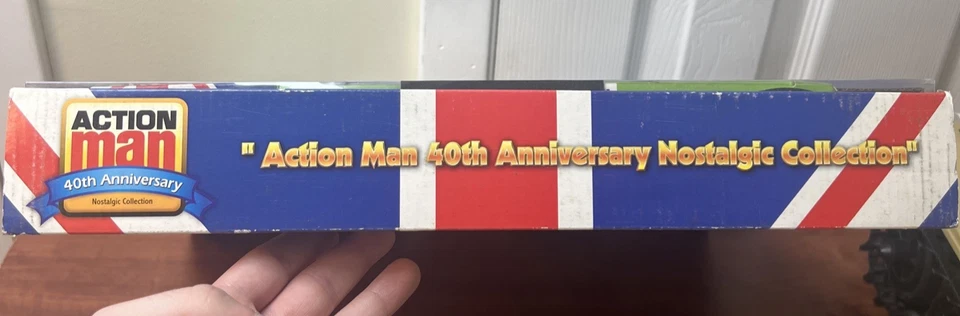 ACTION
man
40th Anniversary
Nostalgic Collection
" Action Man 40th Anniversary Nostalgic Collection"